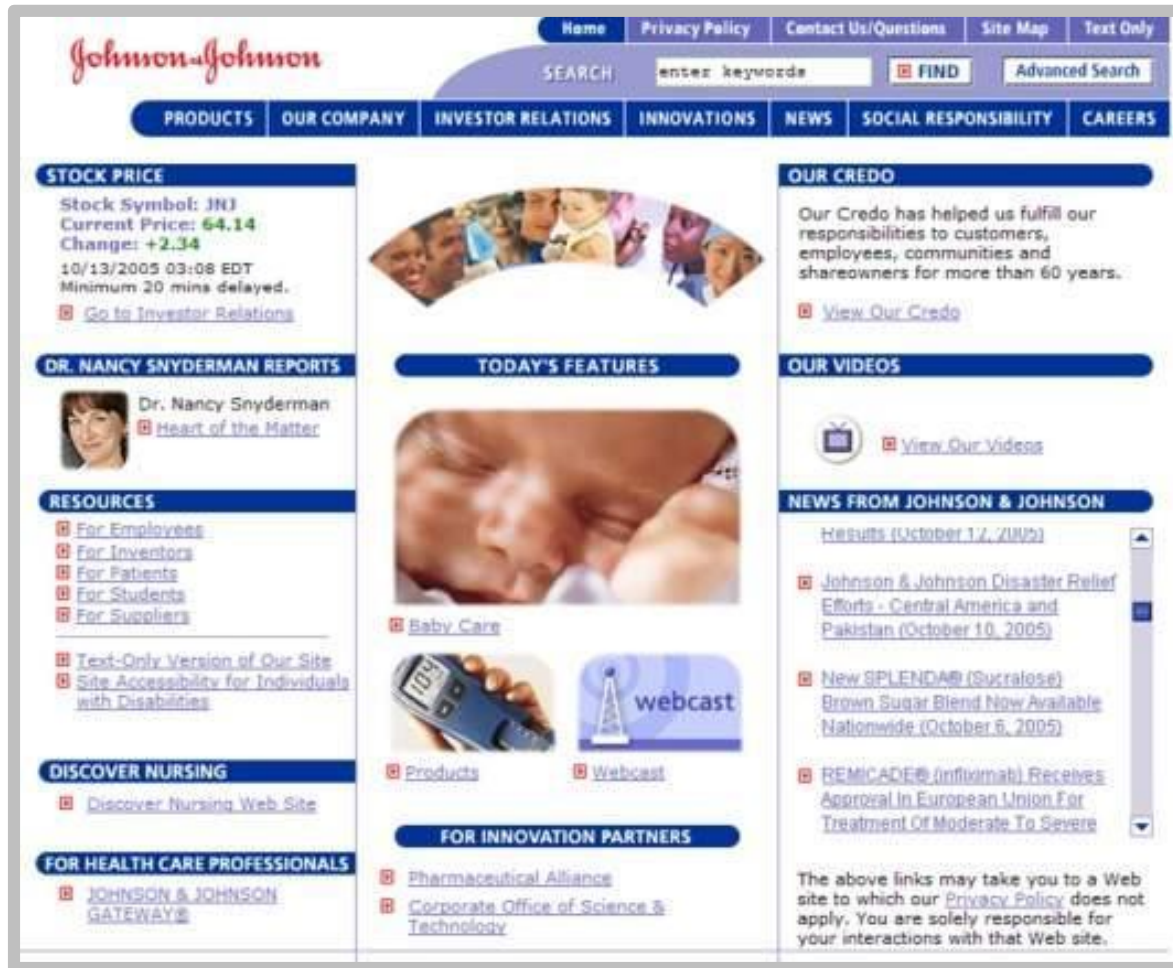 Johnson & Johnson
Home Privacy Policy Contact Us/Questions Site Map Text Only
SEARCH enter keywords FIND Advanced Search
PRODUCTS OUR COMPANY INVESTOR RELATIONS INNOVATIONS NEWS SOCIAL RESPONSIBILITY CAREERS
STOCK PRICE
Stock Symbol: JNJ
Current Price: 64.14
Change: +2.34
10/13/2005 03:08 EDT
Minimum 20 mins delayed.
Go to Investor Relations
DR. NANCY SNYDERMAN REPORTS
Dr. Nancy Snyderman
Heart of the Matter
RESOURCES
For Employees
For Inventors
For Patients
For Students
For Suppliers
Text-Only Version of Our Site
Site Accessibility for Individuals
with Disabilities
DISCOVER NURSING
Discover Nursing Web Site
FOR HEALTH CARE PROFESSIONALS
JOHNSON & JOHNSON
GATEWAY®
TODAY'S FEATURES
Baby Care
104
webcast
Products
Webcast
FOR INNOVATION PARTNERS
Pharmaceutical Alliance
Corporate Office of Science &
Technology
OUR CREDO
Our Credo has helped us fulfill our
responsibilities to customers,
employees, communities and
shareowners for more than 60 years.
View Our Credo
OUR VIDEOS
View Our Videos
NEWS FROM JOHNSON & JOHNSON
Results (October 12, 2005)
Johnson & Johnson Disaster Relief
Efforts - Central America and
Pakistan (October 10, 2005)
New SPLENDA® (Sucralose)
Brown Sugar Blend Now Available
Nationwide (October 6, 2005)
REMICADE® (infliximab) Receives
Approval In European Union For
Treatment Of Moderate To Severe
The above links may take you to a Web
site to which our Privacy Policy does not
apply. You are solely responsible for
your interactions with that Web site.